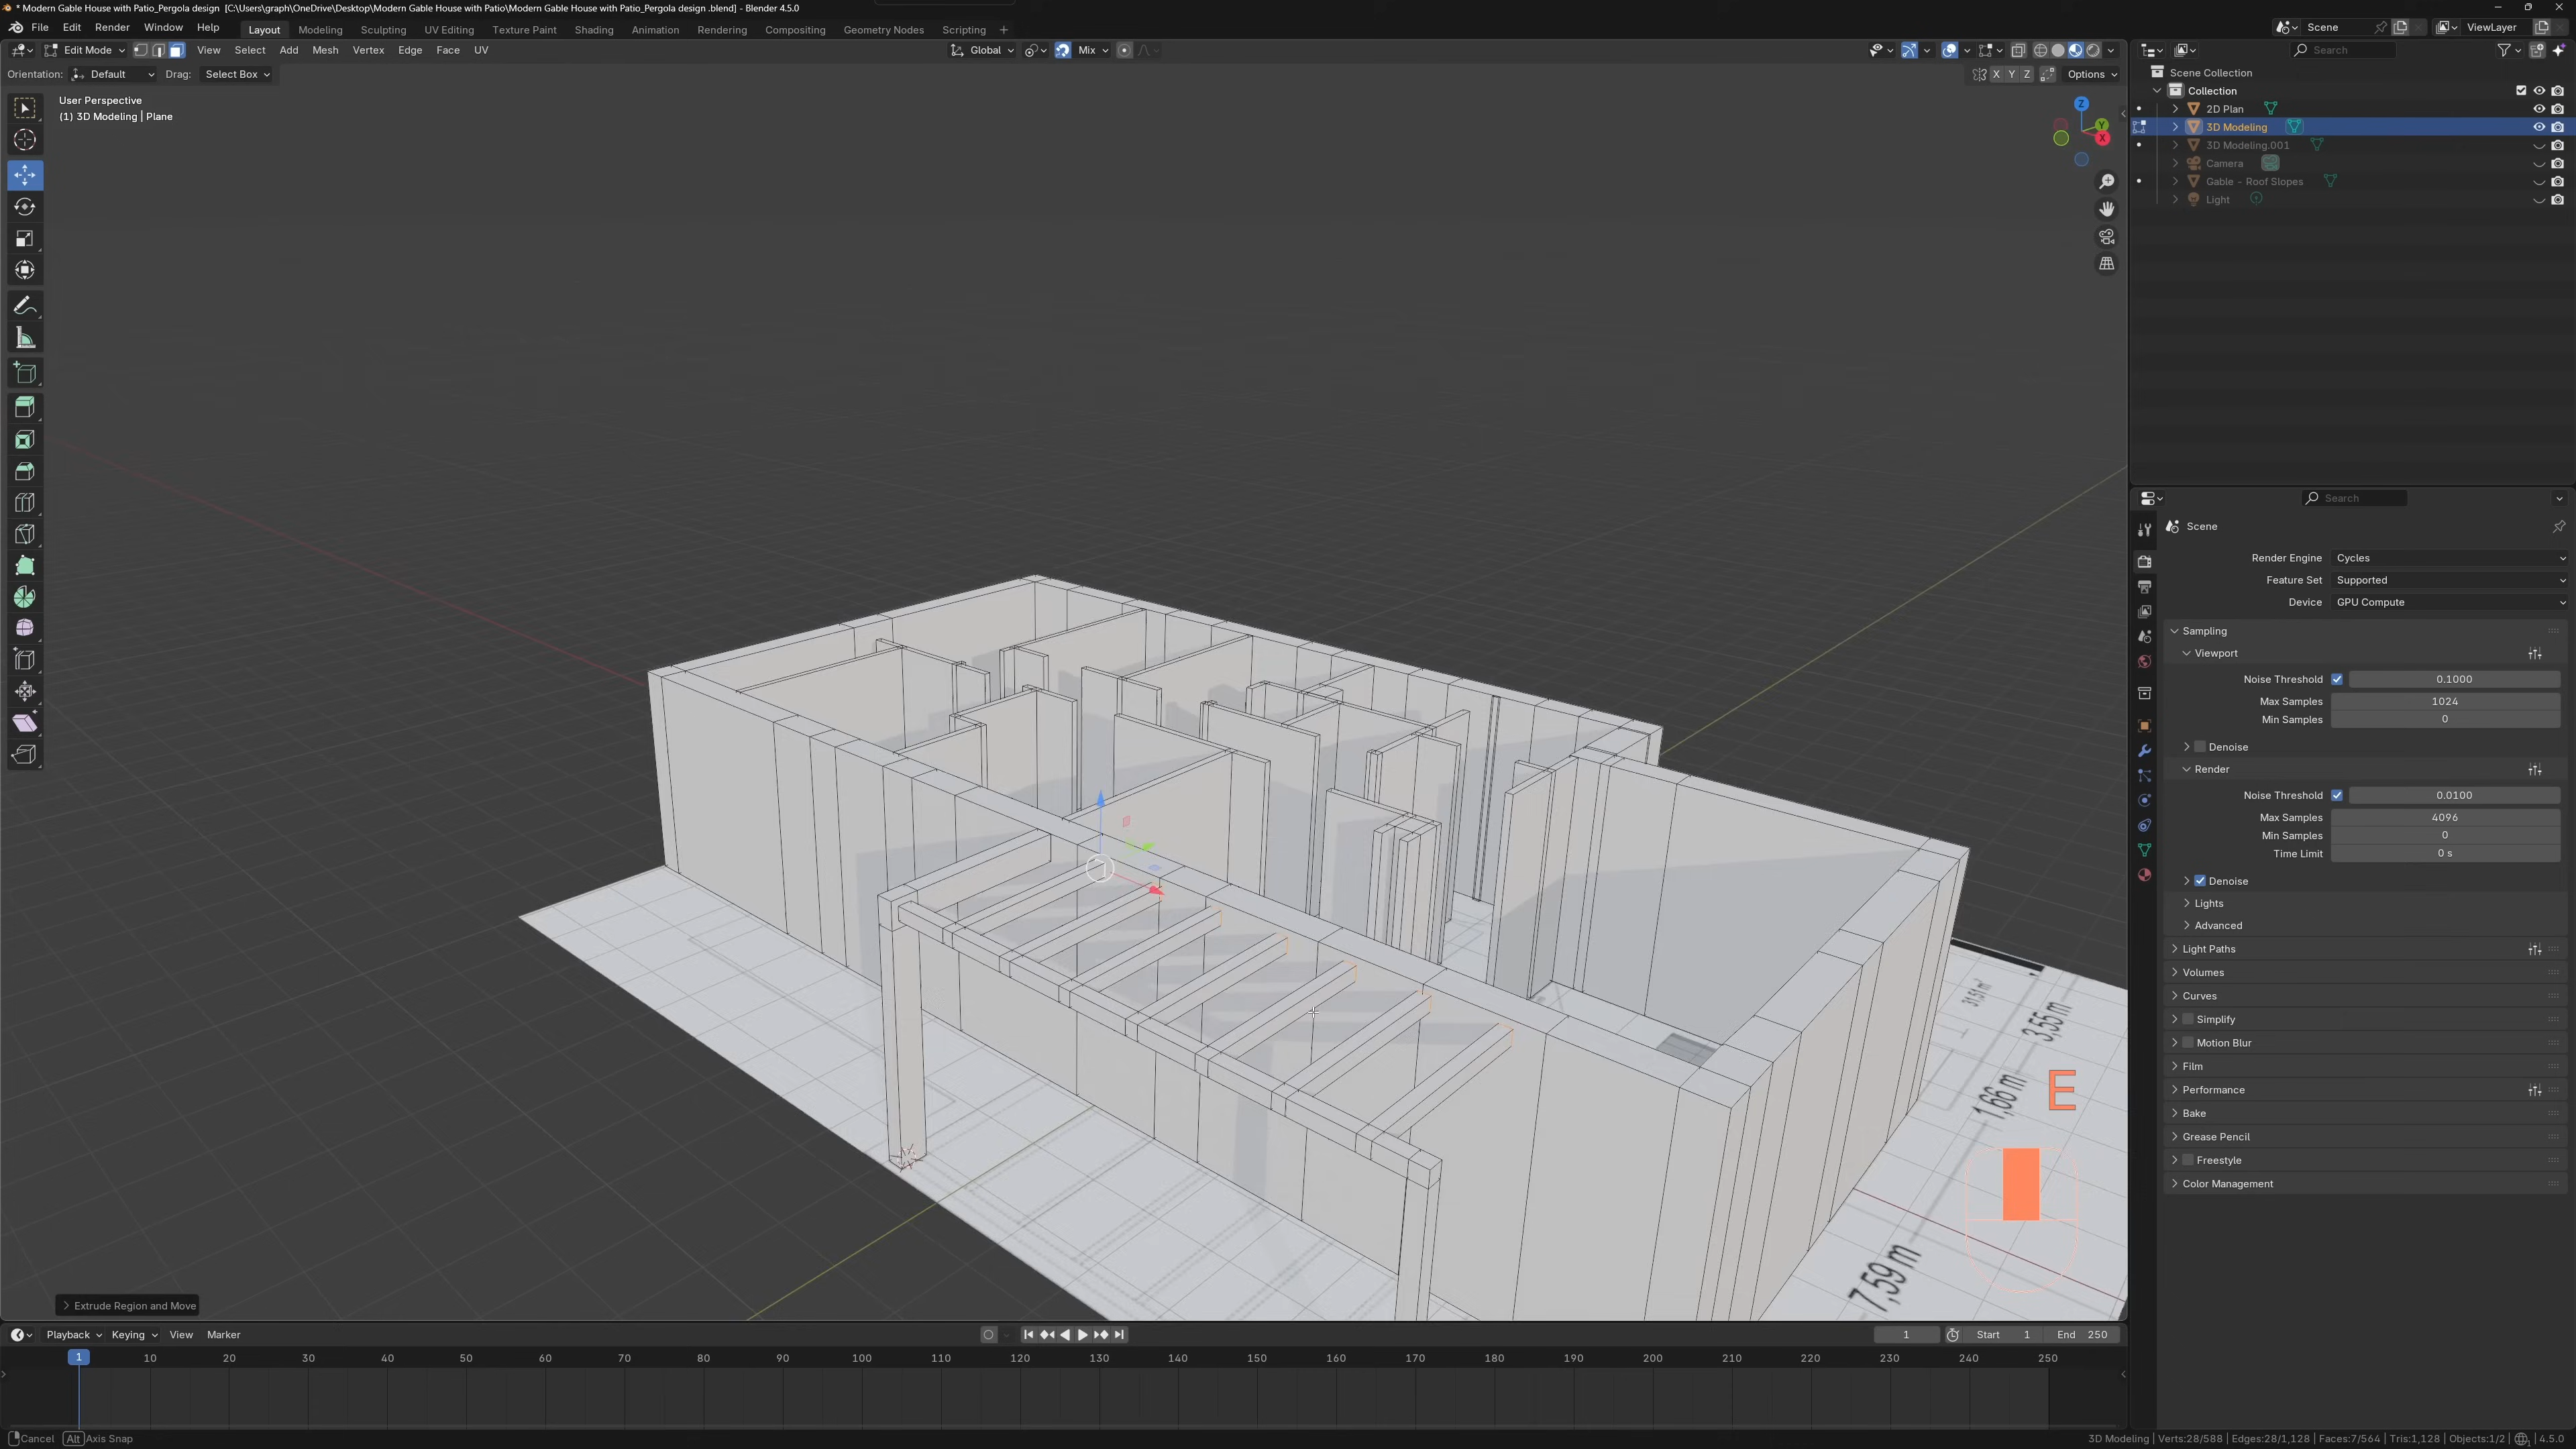 * Modern Gable House with Patio_Pergola design [C:\Users\graph\OneDrive\Desktop\Modern Gable House with Patio\Modern Gable House with Patio_Pergola design .blend] - Blender 4.5.0
File Edit Render Window Help Layout Modeling Sculpting UV Editing Texture Paint Shading Animation Rendering Compositing Geometry Nodes Scripting +
Scene ViewLayer
Edit Mode View Select Add Mesh Vertex Edge Face UV Global Mix
Search
Orientation: Default Drag: Select Box X Y Z Options
User Perspective
(1) 3D Modeling | Plane
Z
Y
X
Scene Collection
Collection
2D Plan
3D Modeling
3D Modeling.001
Camera
Gable - Roof Slopes
Light
Search
Scene
Render Engine Cycles
Feature Set Supported
Device GPU Compute
Sampling
Viewport
Noise Threshold 0.1000
Max Samples 1024
Min Samples 0
Denoise
Render
Noise Threshold 0.0100
Max Samples 4096
Min Samples 0
Time Limit 0 s
Denoise
Lights
Advanced
Light Paths
Volumes
Curves
Simplify
Motion Blur
Film
Performance
Bake
Grease Pencil
Freestyle
Color Management
3,55 m
1,66 m
7,59 m
E
Extrude Region and Move
Playback Keying View Marker 1 Start 1 End 250
1 10 20 30 40 50 60 70 80 90 100 110 120 130 140 150 160 170 180 190 200 210 220 230 240 250
Cancel Alt Axis Snap
3D Modeling | Verts:28/588 | Edges:28/1,128 | Faces:7/564 | Tris:1,128 | Objects:1/2 | 4.5.0